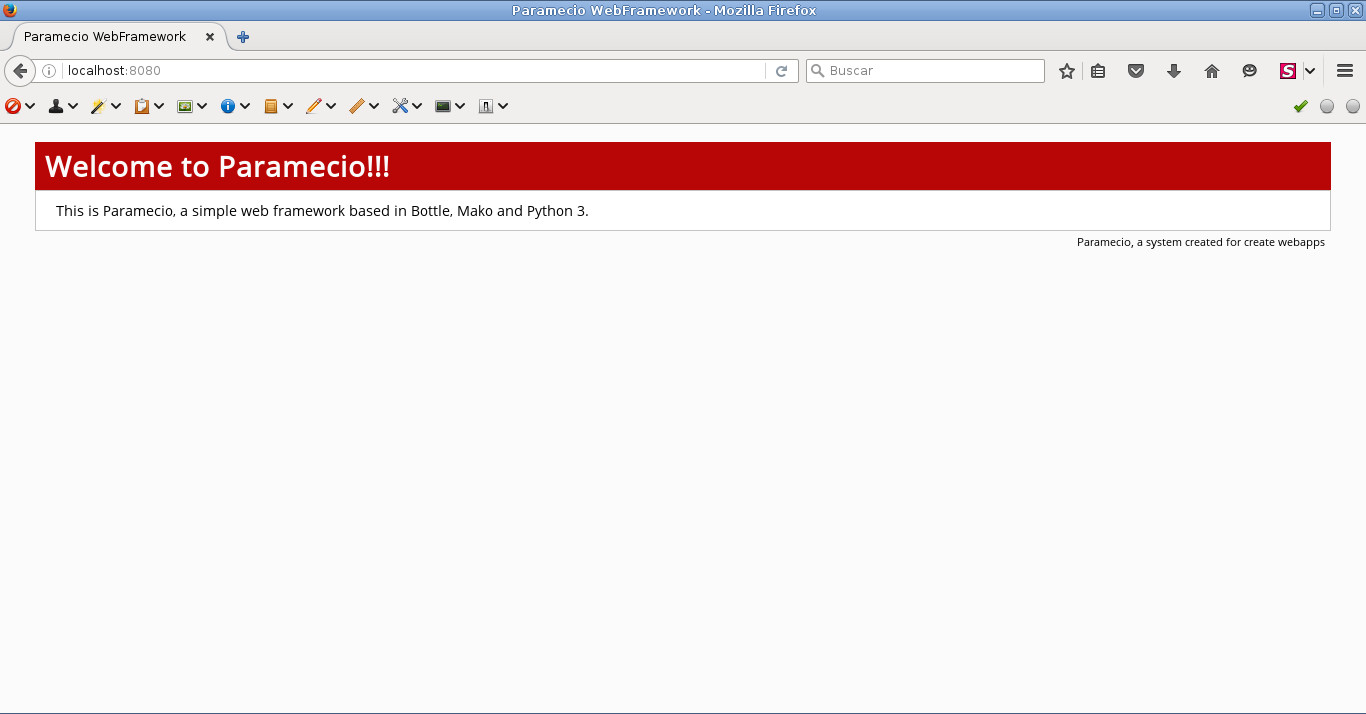 Paramecio WebFramework - Mozilla Firefox
Paramecio WebFramework
localhost:8080
Buscar
Welcome to Paramecio!!!
This is Paramecio, a simple web framework based in Bottle, Mako and Python 3.
Paramecio, a system created for create webapps